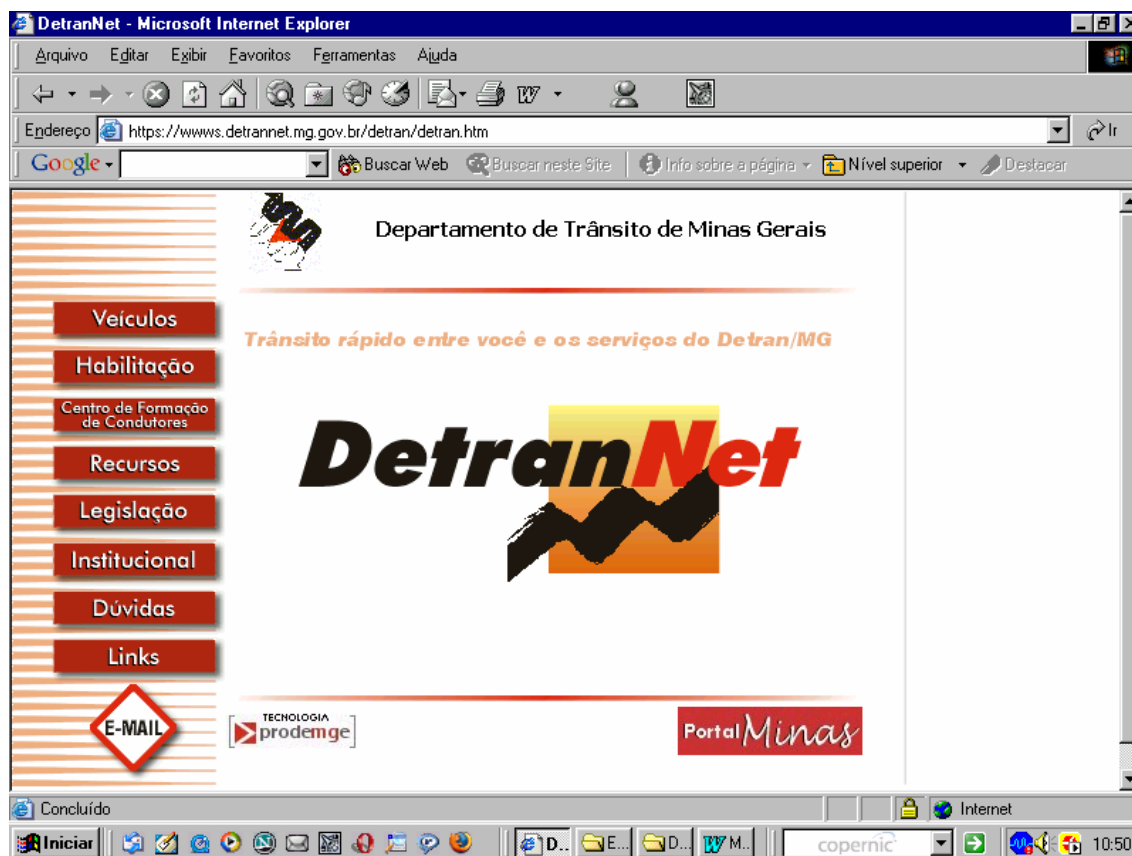 DetranNet - Microsoft Internet Explorer
Arquivo Editar Exibir Favoritos Ferramentas Ajuda
Endereço https://wwws.detrannet.mg.gov.br/detran/detran.htm Ir
Google Buscar Web Buscar neste Site Info sobre a página Nível superior Destacar
Departamento de Trânsito de Minas Gerais
Trânsito rápido entre você e os serviços do Detran/MG
Veículos
Habilitação
Centro de Formação
de Condutores
Recursos
Legislação
Institucional
Dúvidas
Links
E-MAIL
DetranNet
TECNOLOGIA
prodemge
Portal Minas
Concluído Internet
Iniciar D.. E... D... M.. copernic 10:50